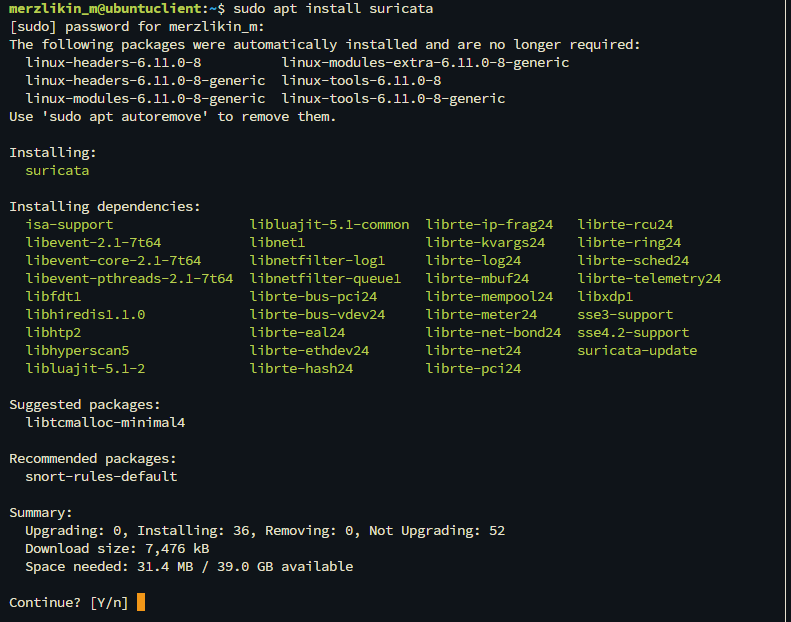 merzlikin_m@ubuntuclient:~$ sudo apt install suricata
[sudo] password for merzlikin_m:
The following packages were automatically installed and are no longer required:
  linux-headers-6.11.0-8          linux-modules-extra-6.11.0-8-generic
  linux-headers-6.11.0-8-generic  linux-tools-6.11.0-8
  linux-modules-6.11.0-8-generic  linux-tools-6.11.0-8-generic
Use 'sudo apt autoremove' to remove them.

Installing:
  suricata

Installing dependencies:
  isa-support                 libluajit-5.1-common  librte-ip-frag24   librte-rcu24
  libevent-2.1-7t64           libnet1               librte-kvargs24    librte-ring24
  libevent-core-2.1-7t64      libnetfilter-log1     librte-log24       librte-sched24
  libevent-pthreads-2.1-7t64  libnetfilter-queue1   librte-mbuf24      librte-telemetry24
  libfdt1                     librte-bus-pci24      librte-mempool24   libxdp1
  libhiredis1.1.0             librte-bus-vdev24     librte-meter24     sse3-support
  libhtp2                     librte-eal24          librte-net-bond24  sse4.2-support
  libhyperscan5               librte-ethdev24       librte-net24       suricata-update
  libluajit-5.1-2             librte-hash24         librte-pci24

Suggested packages:
  libtcmalloc-minimal4

Recommended packages:
  snort-rules-default

Summary:
  Upgrading: 0, Installing: 36, Removing: 0, Not Upgrading: 52
  Download size: 7,476 kB
  Space needed: 31.4 MB / 39.0 GB available

Continue? [Y/n]